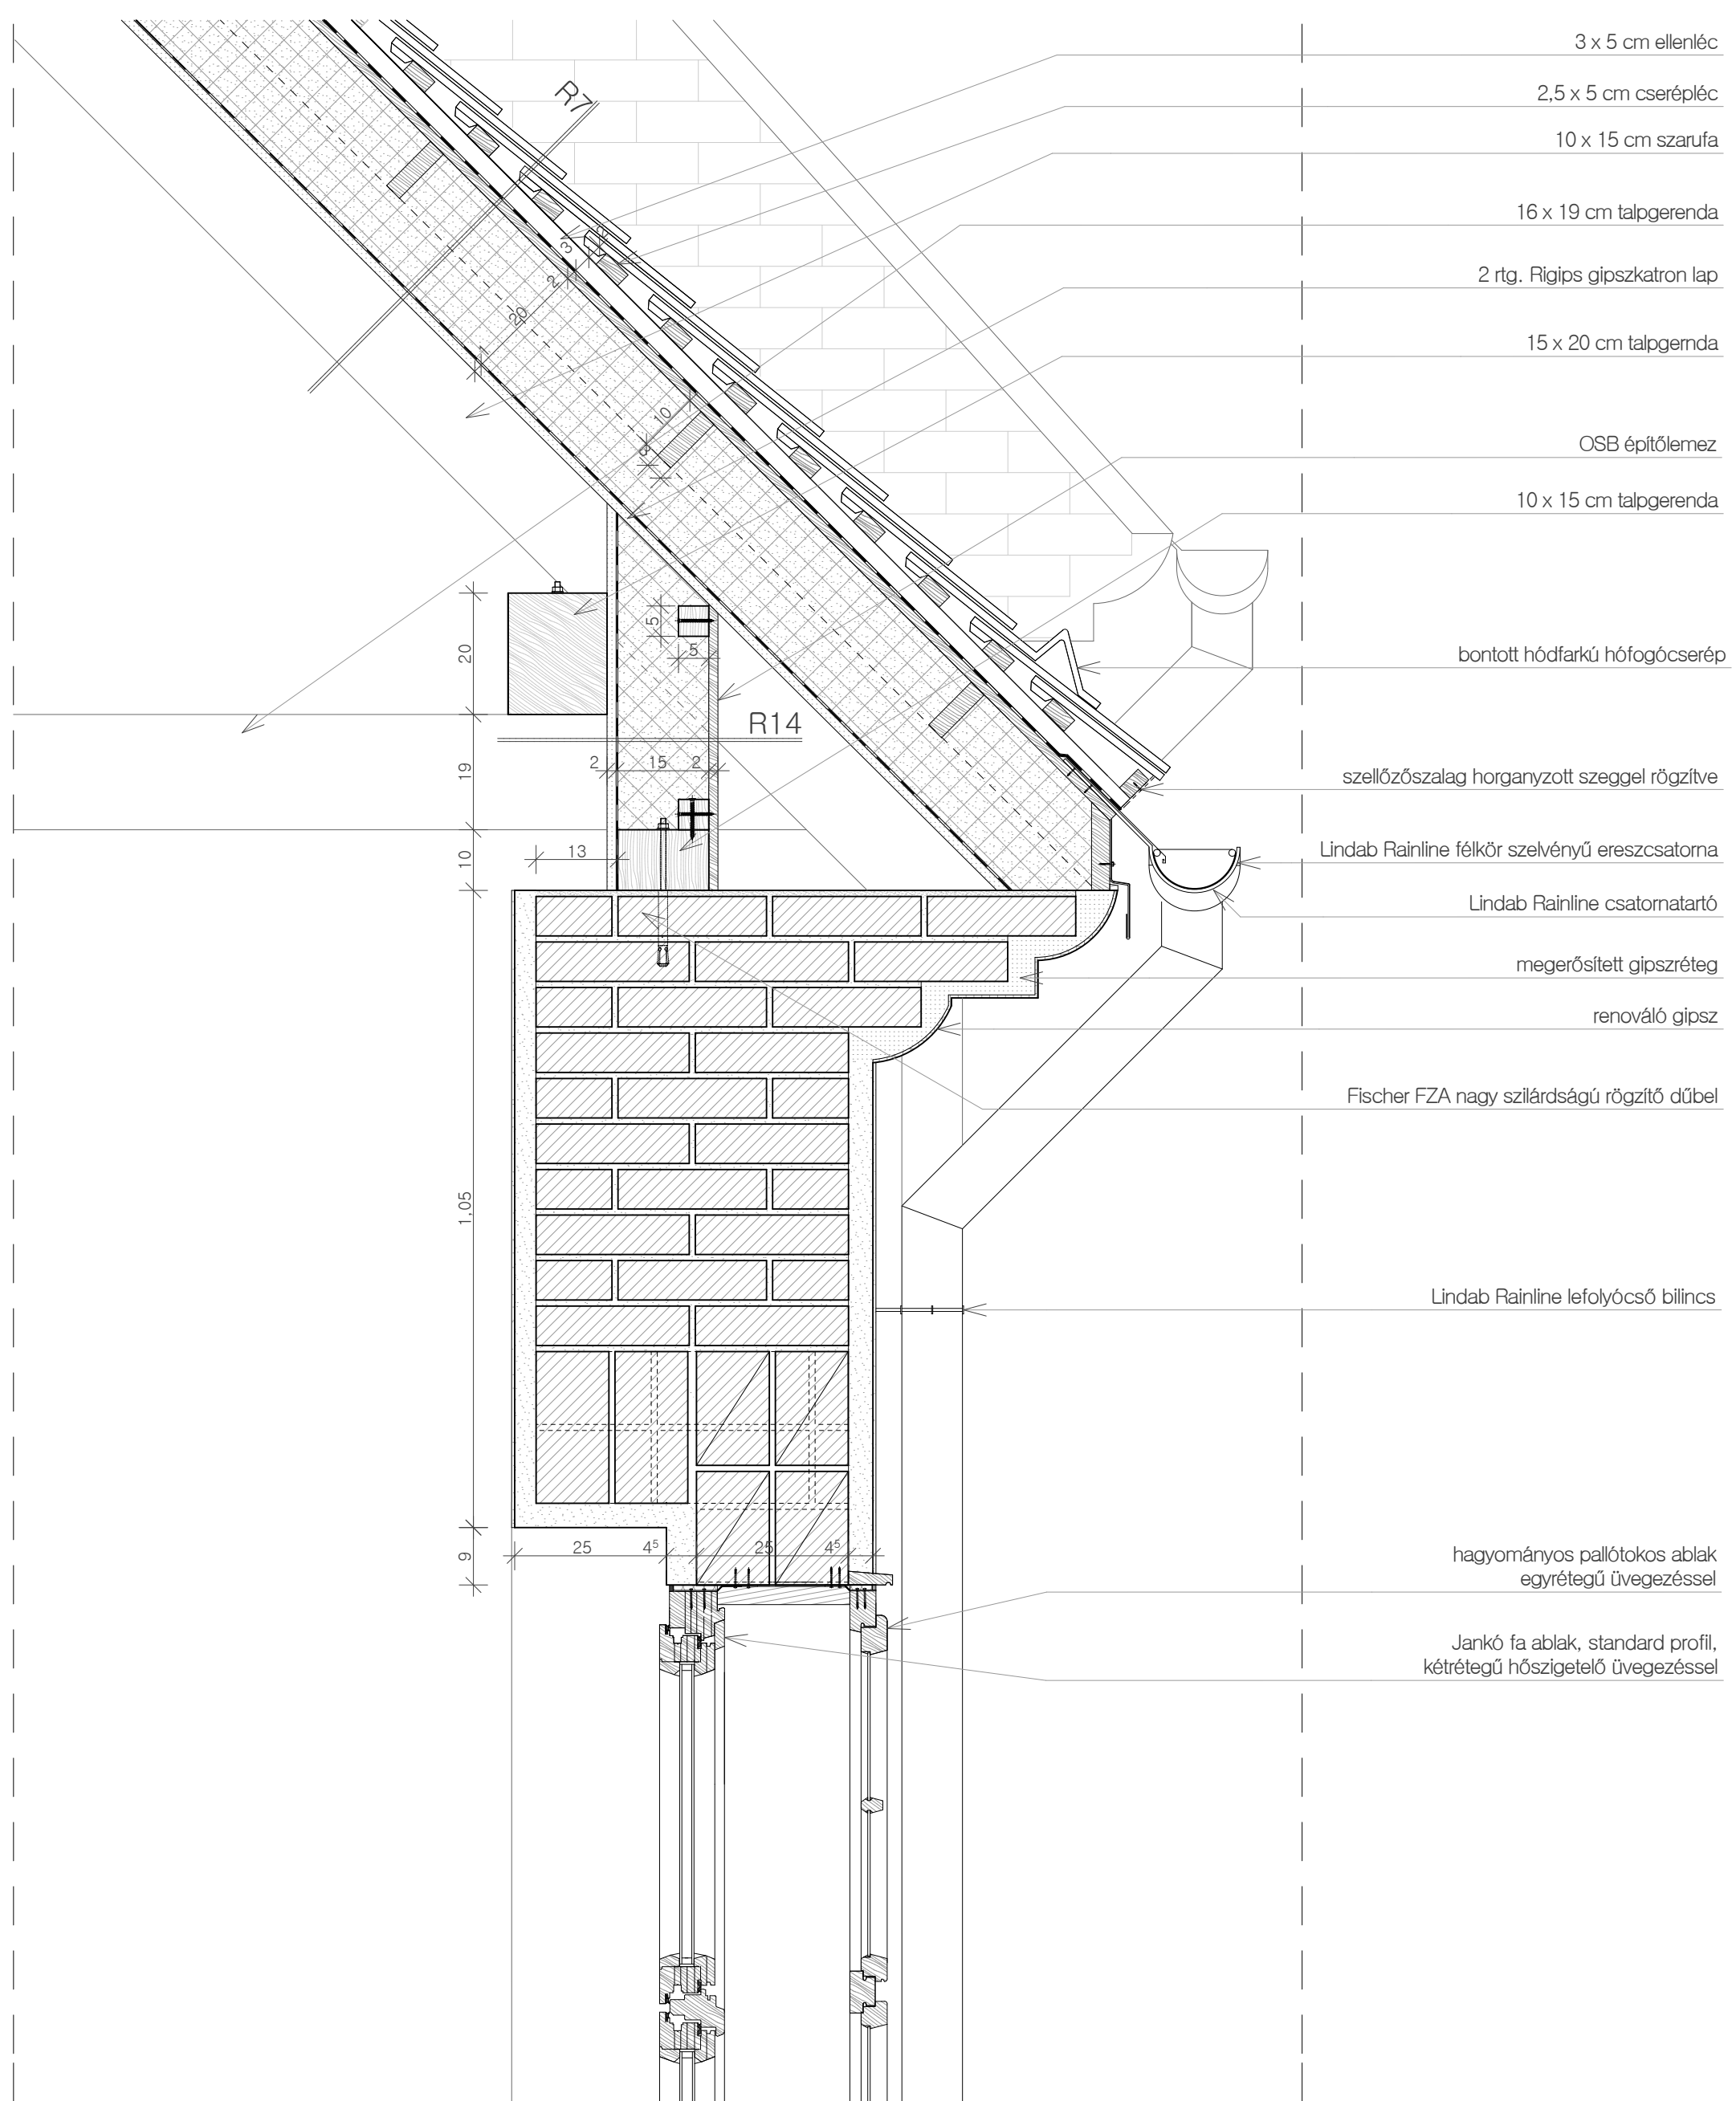 3 x 5 cm ellenléc
2,5 x 5 cm cserépléc
10 x 15 cm szarufa
16 x 19 cm talpgerenda
2 rtg. Rigips gipszkatron lap
15 x 20 cm talpgernda
OSB építőlemez
10 x 15 cm talpgerenda
bontott hódfarkú hófogócserép
szellőzőszalag horganyzott szeggel rögzítve
Lindab Rainline félkör szelvényű ereszcsatorna
Lindab Rainline csatornatartó
megerősített gipszréteg
renováló gipsz
Fischer FZA nagy szilárdságú rögzítő dűbel
Lindab Rainline lefolyócső bilincs
hagyományos pallótokos ablak
egyrétegű üvegezéssel
Jankó fa ablak, standard profil,
kétrétegű hőszigetelő üvegezéssel
R7
3
2
20
10
8
5
5
20
R14
2 15 2
19
13
10
1,05
25 4⁵ 25 4⁵
9